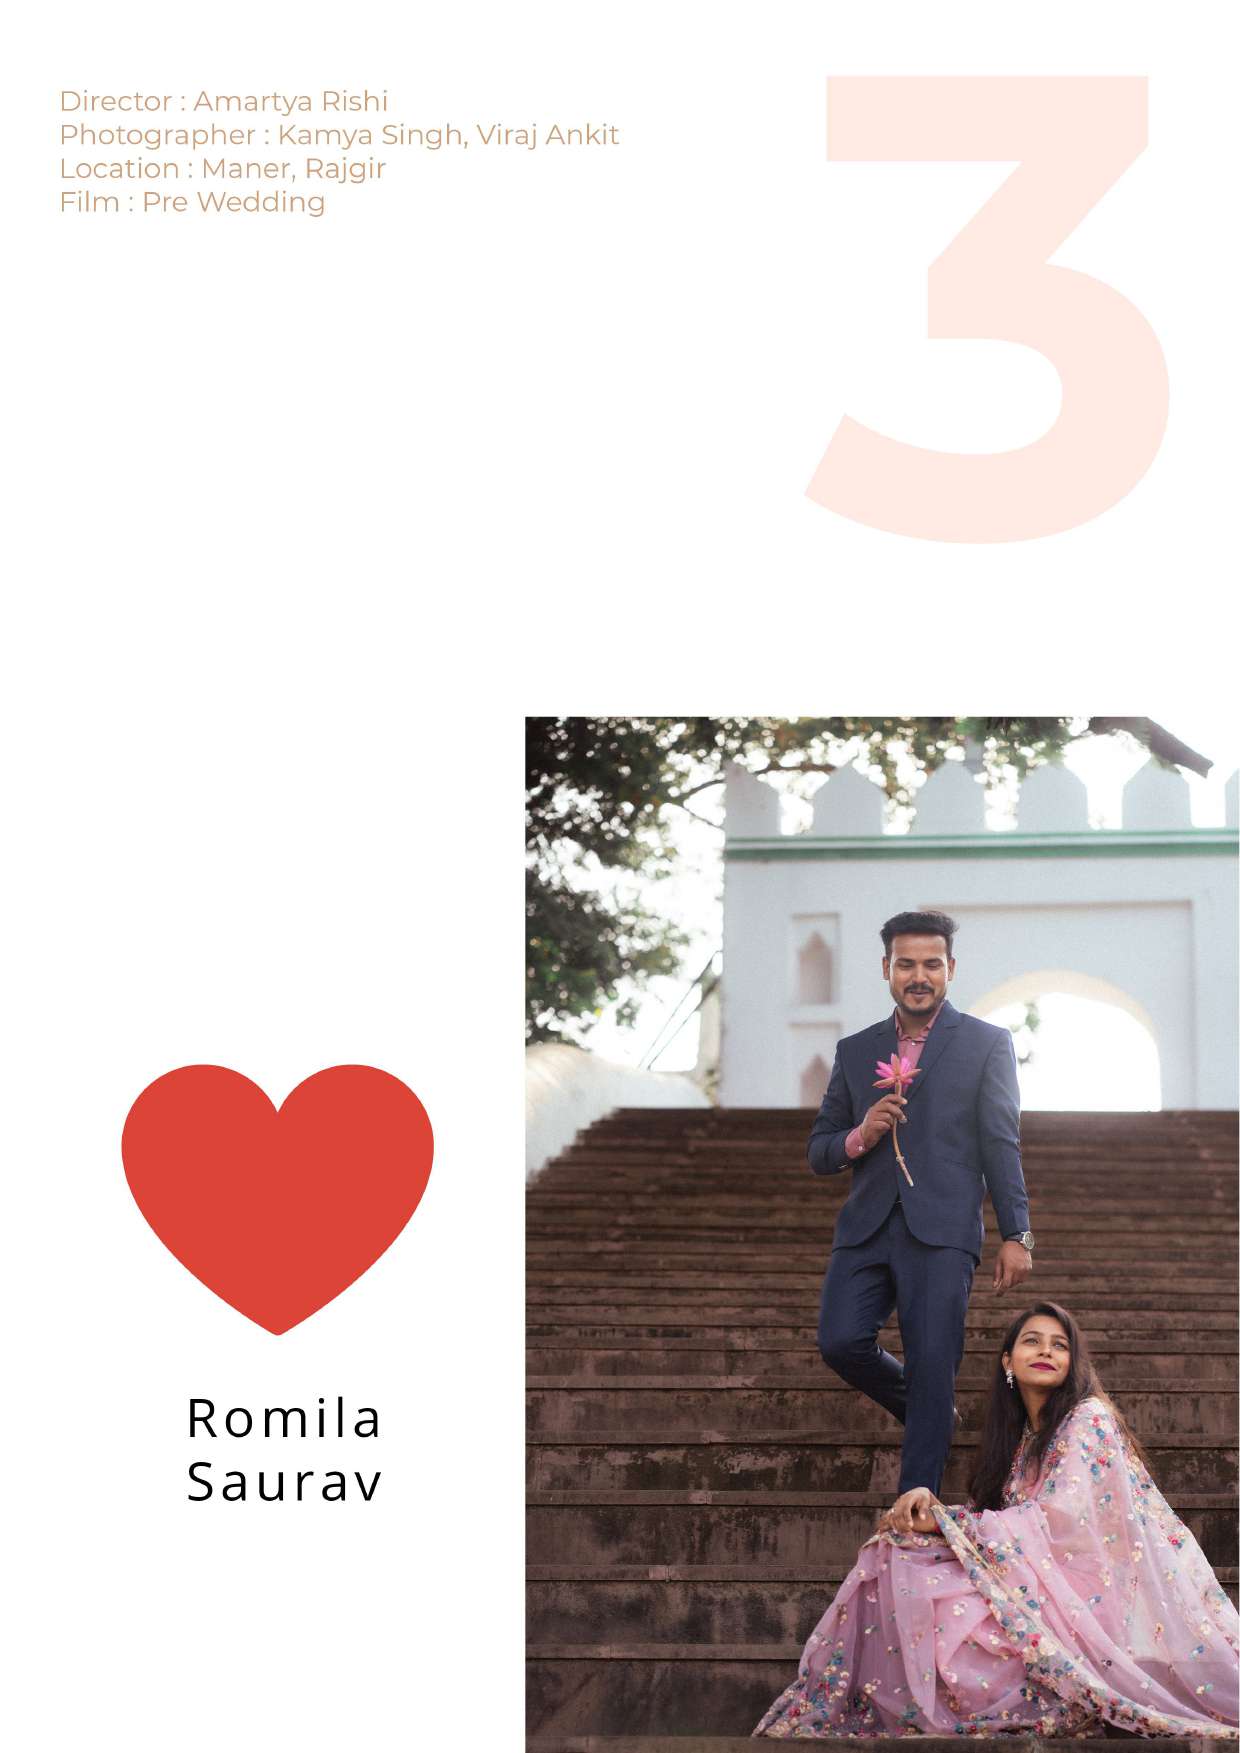 Director : Amartya Rishi
Photographer : Kamya Singh, Viraj Ankit
Location : Maner, Rajgir
Film : Pre Wedding
3
Romila
Saurav